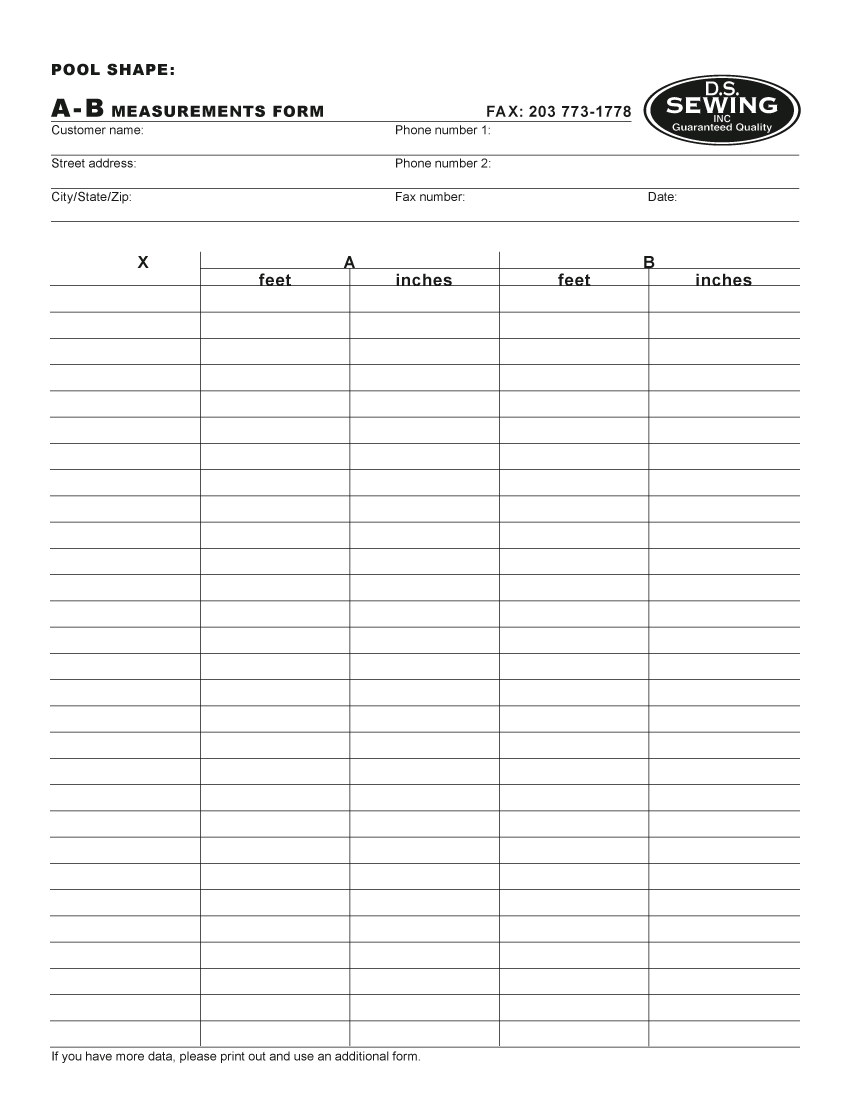 POOL SHAPE:
A-B MEASUREMENTS FORM FAX: 203 773-1778
D.S.
SEWING
INC
Guaranteed Quality
Customer name: Phone number 1:
Street address: Phone number 2:
City/State/Zip: Fax number: Date:
X A B
feet inches feet inches
If you have more data, please print out and use an additional form.